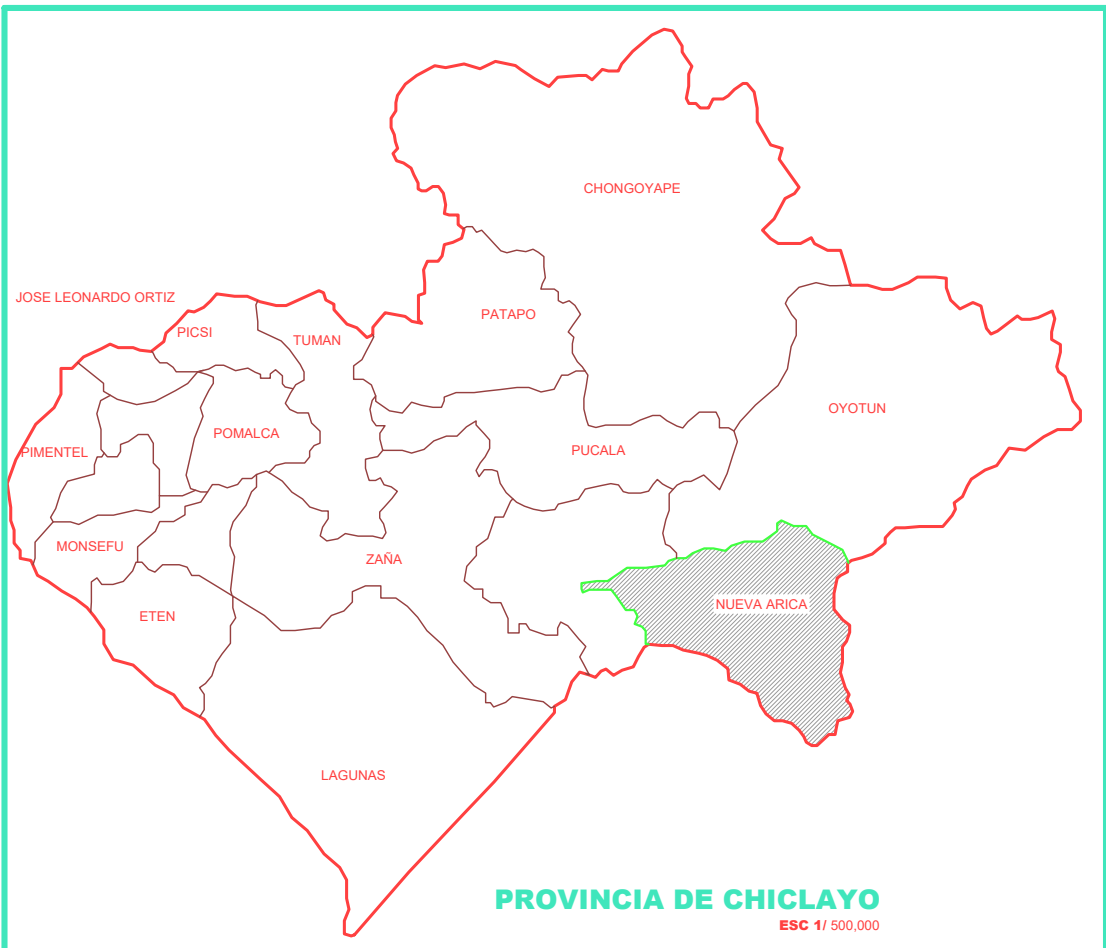 CHONGOYAPE
JOSE LEONARDO ORTIZ
PICSI
TUMAN
PATAPO
OYOTUN
POMALCA
PIMENTEL
PUCALA
MONSEFU
ZAÑA
NUEVA ARICA
ETEN
LAGUNAS
PROVINCIA DE CHICLAYO
ESC 1/ 500,000